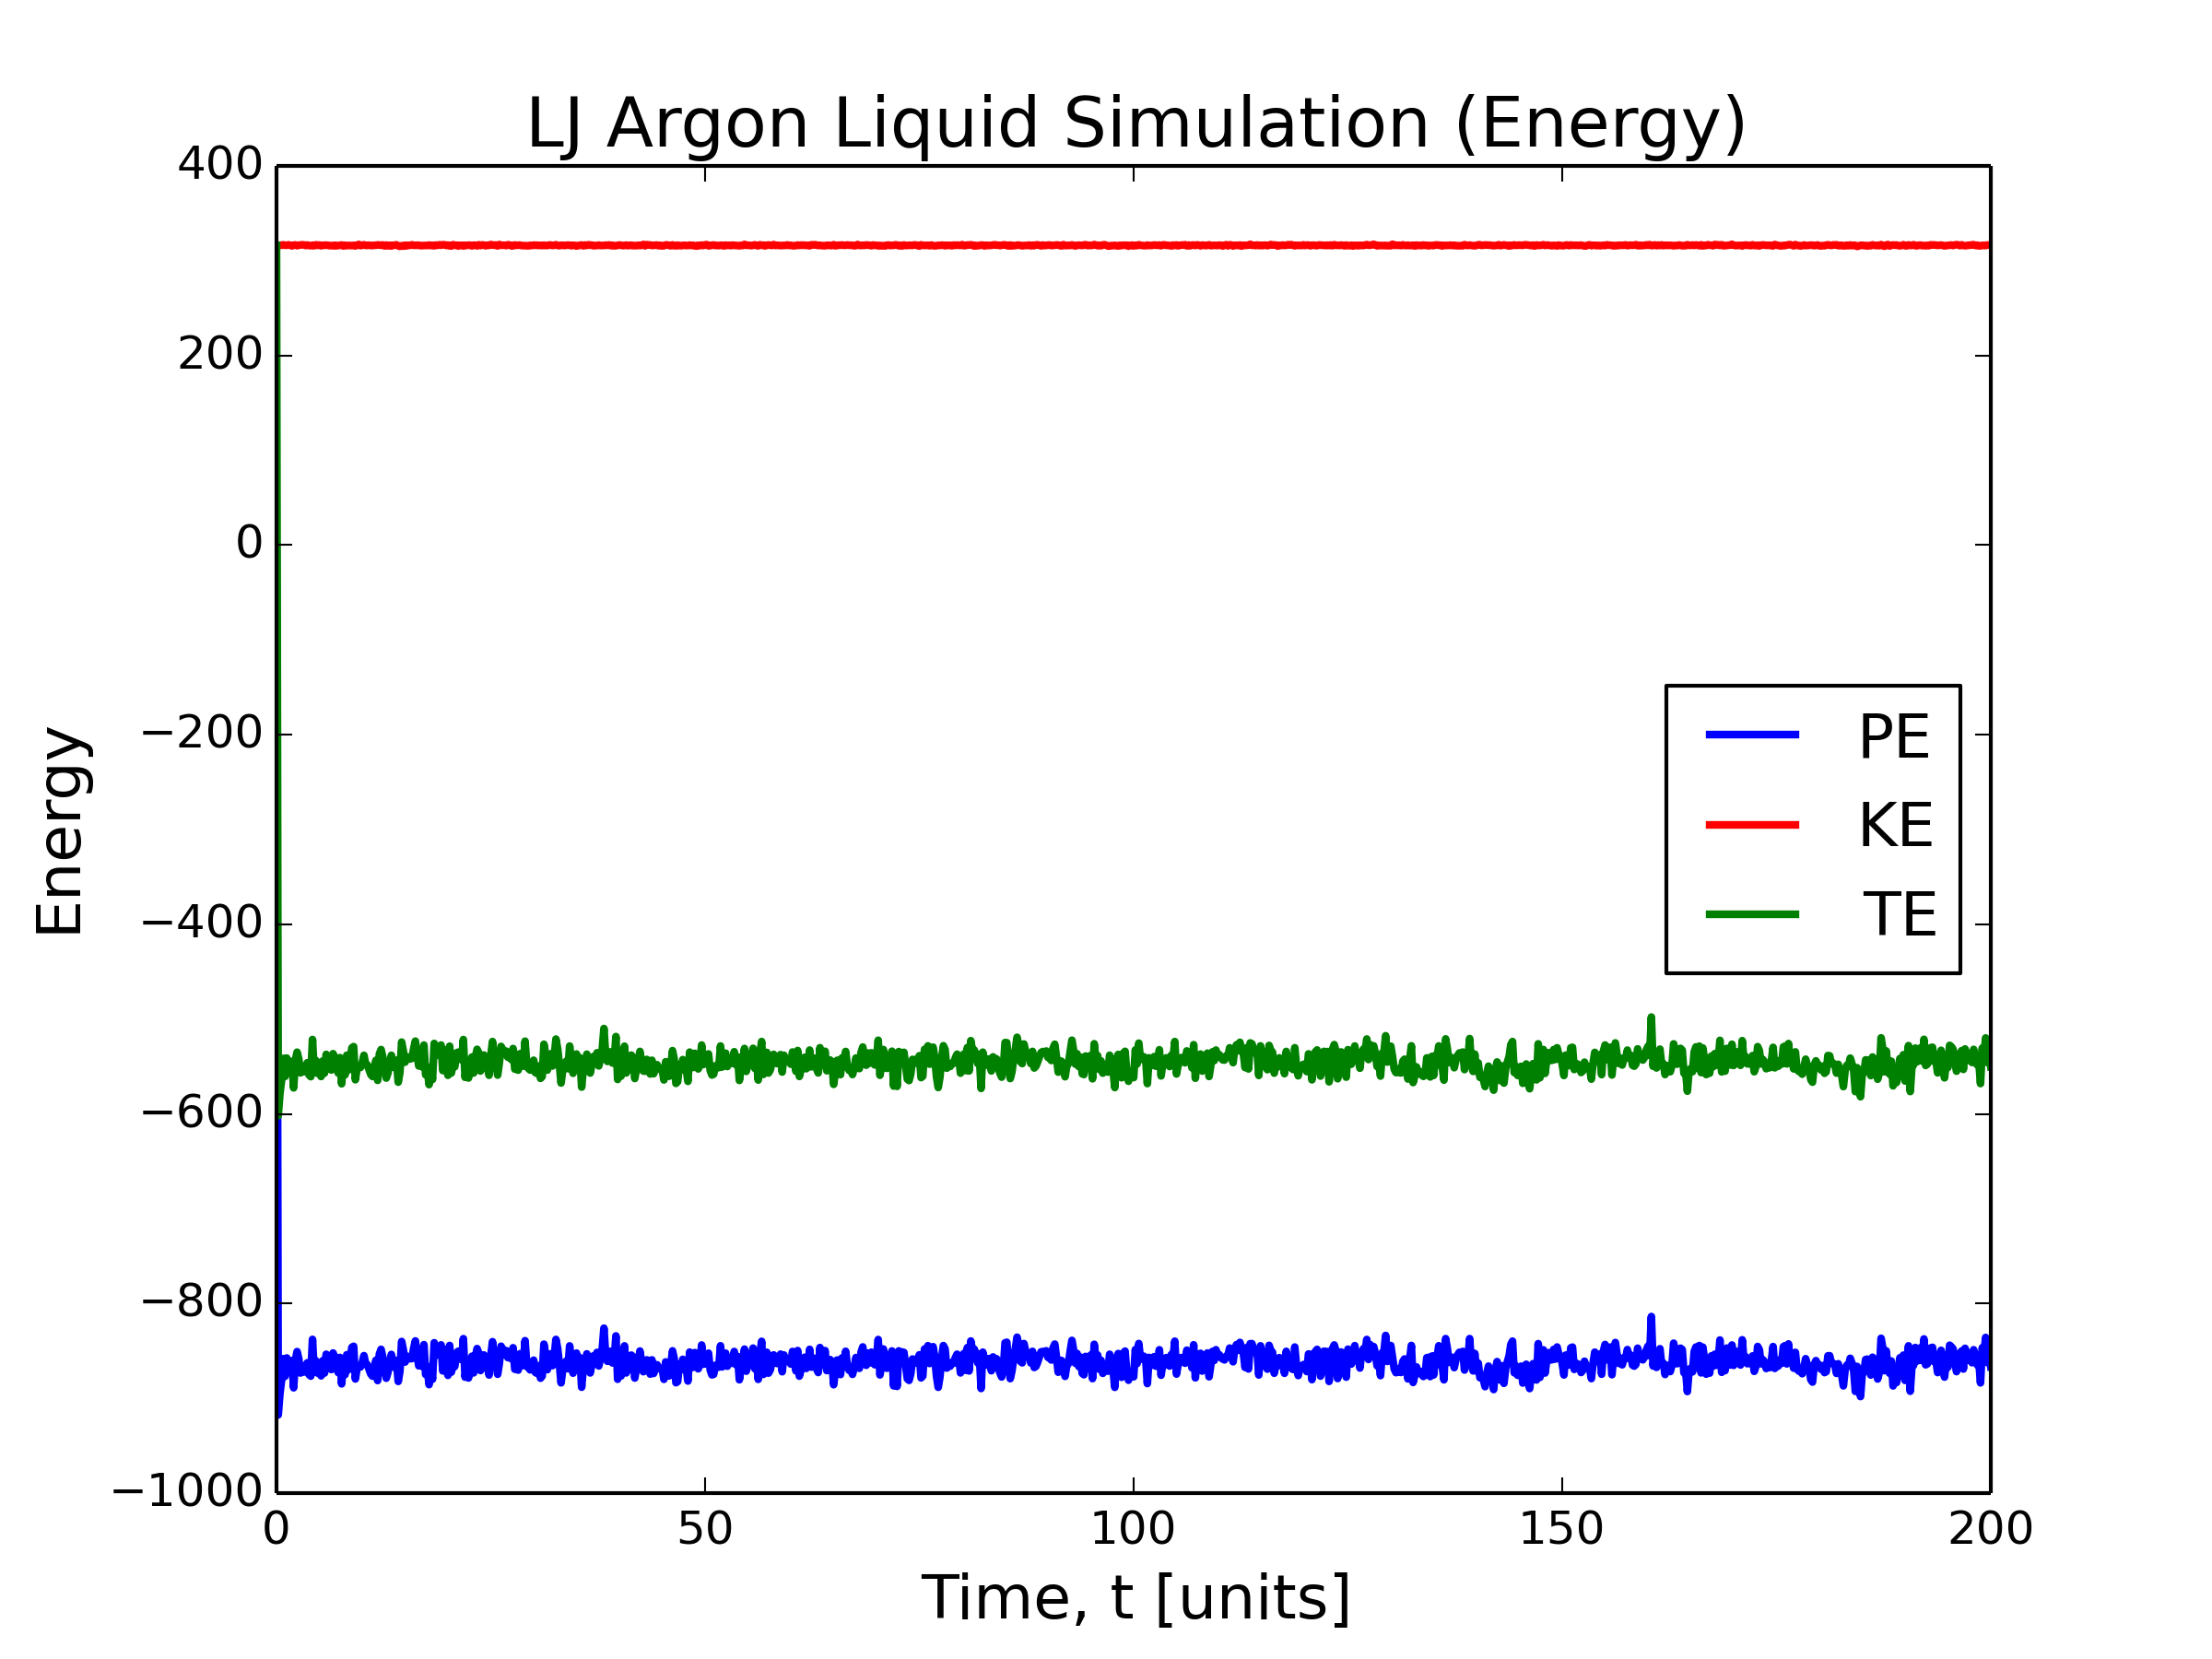 LJ Argon Liquid Simulation (Energy)
400
200
0
−200
−400
−600
−800
−1000
Energy
PE
KE
TE
0 50 100 150 200
Time, t [units]